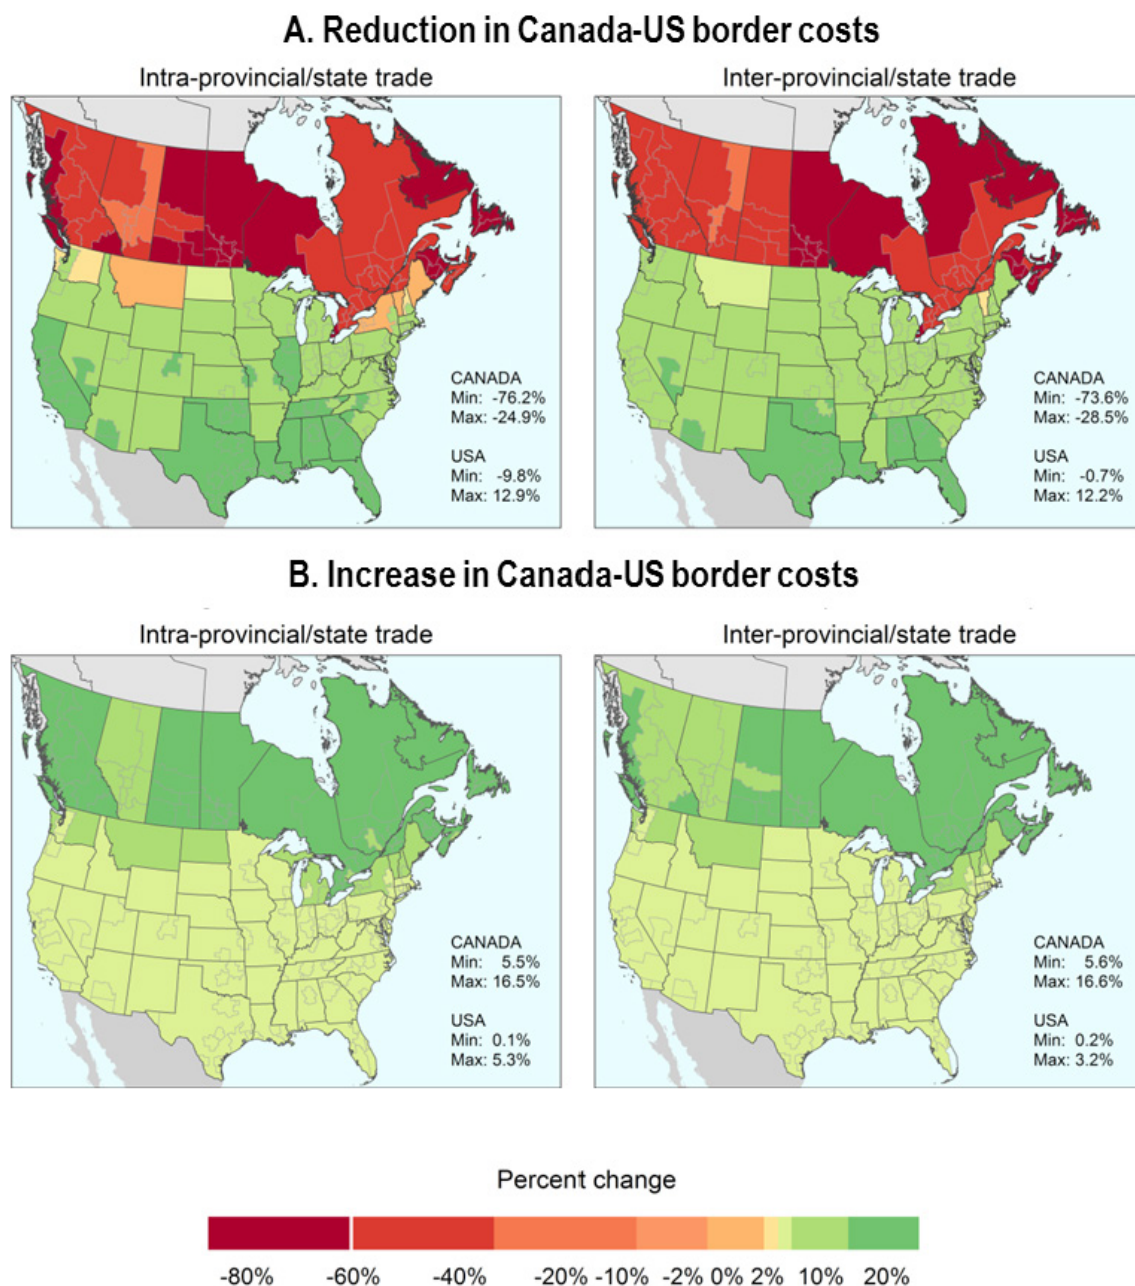 A. Reduction in Canada-US border costs
Intra-provincial/state trade
CANADA
Min: -76.2%
Max: -24.9%
USA
Min: -9.8%
Max: 12.9%
Inter-provincial/state trade
CANADA
Min: -73.6%
Max: -28.5%
USA
Min: -0.7%
Max: 12.2%
B. Increase in Canada-US border costs
Intra-provincial/state trade
CANADA
Min: 5.5%
Max: 16.5%
USA
Min: 0.1%
Max: 5.3%
Inter-provincial/state trade
CANADA
Min: 5.6%
Max: 16.6%
USA
Min: 0.2%
Max: 3.2%
Percent change
-80% -60% -40% -20% -10% -2% 0% 2% 10% 20%